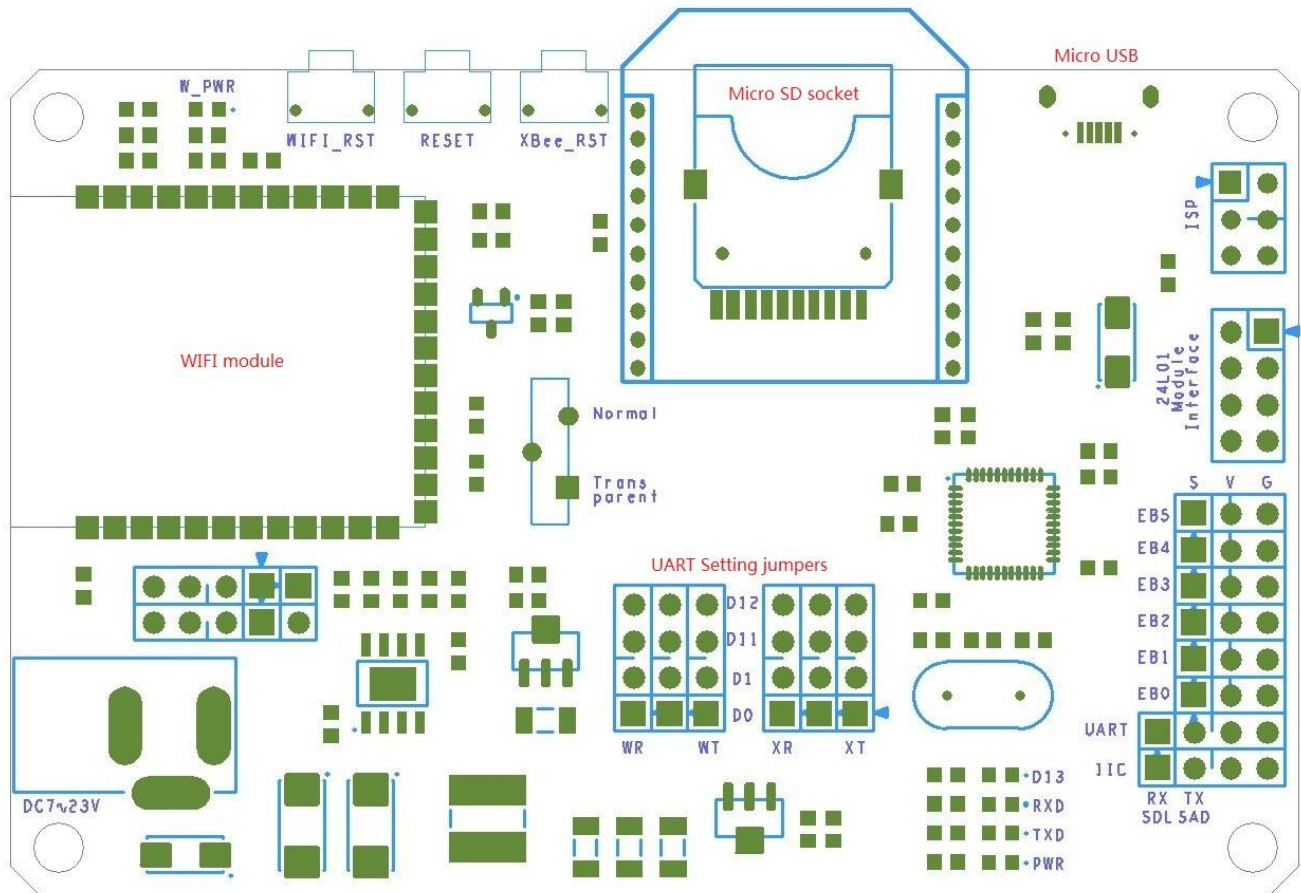 Micro USB
W_PWR
Micro SD socket
WIFI_RST
RESET
XBee_RST
ISP
WIFI module
24L01
Module
Interface
Normal
Trans
parent
S V G
EB5
EB4
EB3
EB2
EB1
EB0
UART
IIC
RX TX
SDL SAD
UART Setting jumpers
D12
D11
D1
D0
WR WT XR XT
DC7~23V
D13
RXD
TXD
PWR